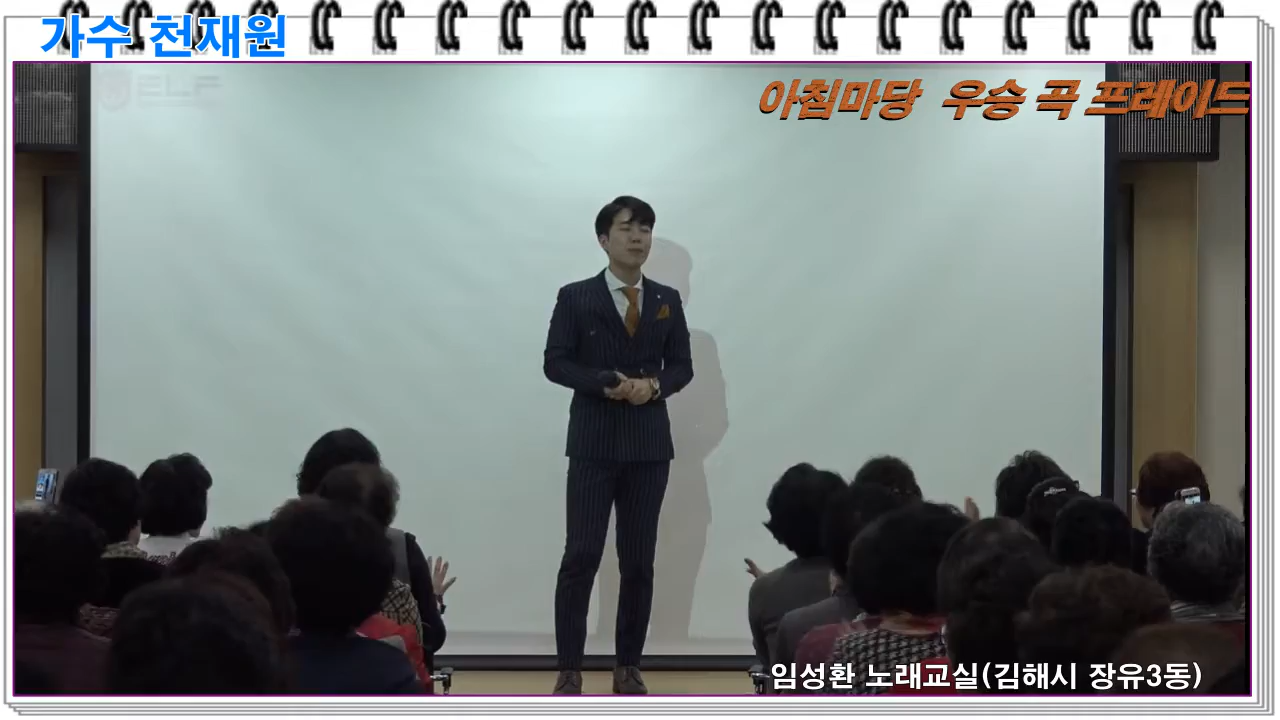 가수 천재원
ELF
아침마당 우승 곡 프레이드
임성환 노래교실(김해시 장유3동)